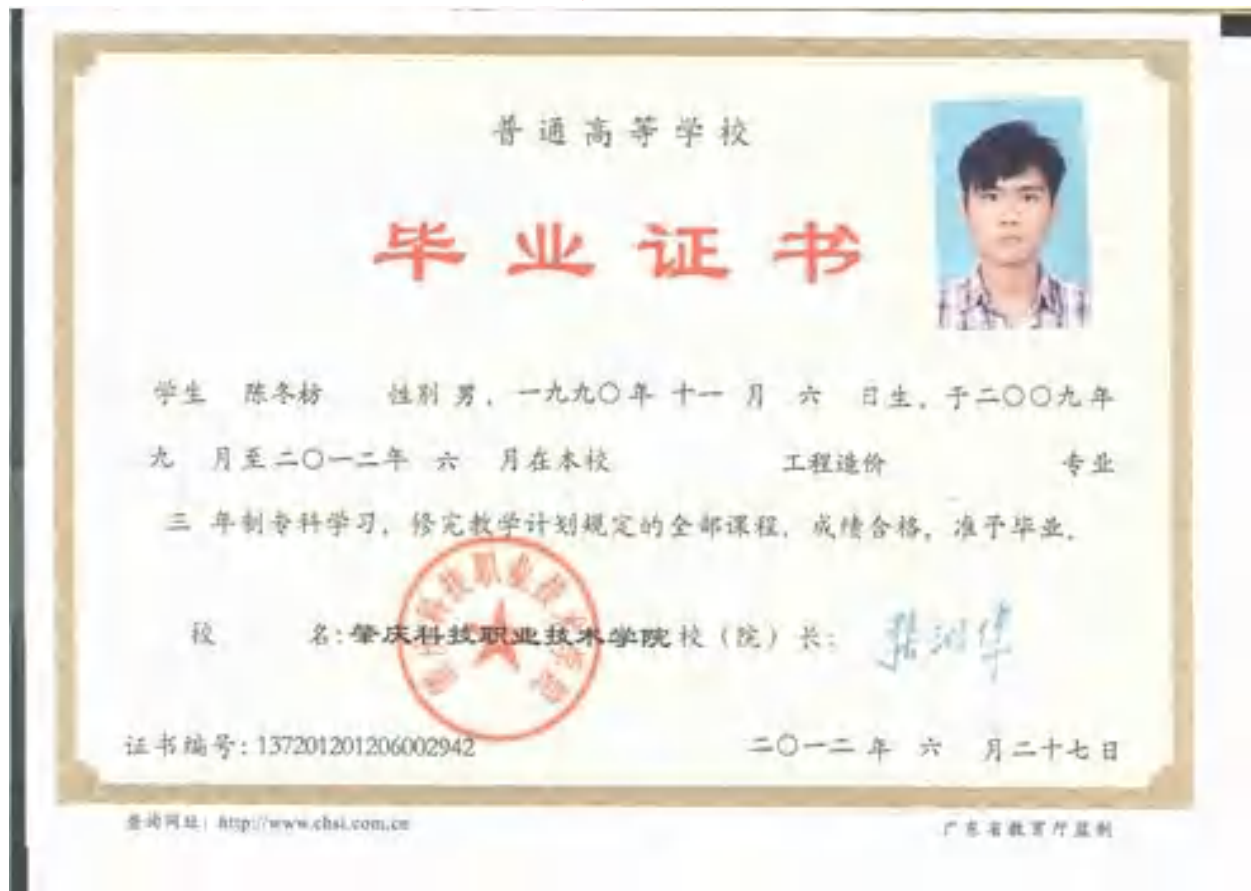 普通高等学校
毕业证书
学生 陈冬枋 性别 男，一九九〇年 十一 月 六 日生，于二〇〇九年
九 月至二〇一二年 六 月在本校 工程造价 专业
三 年制专科学习，修完教学计划规定的全部课程，成绩合格，准予毕业。
校 名：肇庆科技职业技术学院 校（院）长：
证书编号：137201201206002942
二〇一二年 六 月二十七日
查询网址：http://www.chsi.com.cn
广东省教育厅监制